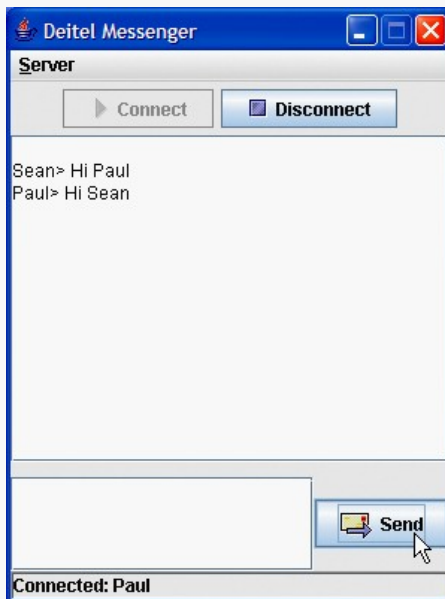 Deitel Messenger
Server
Connect Disconnect
Sean> Hi Paul
Paul> Hi Sean
Send
Connected: Paul